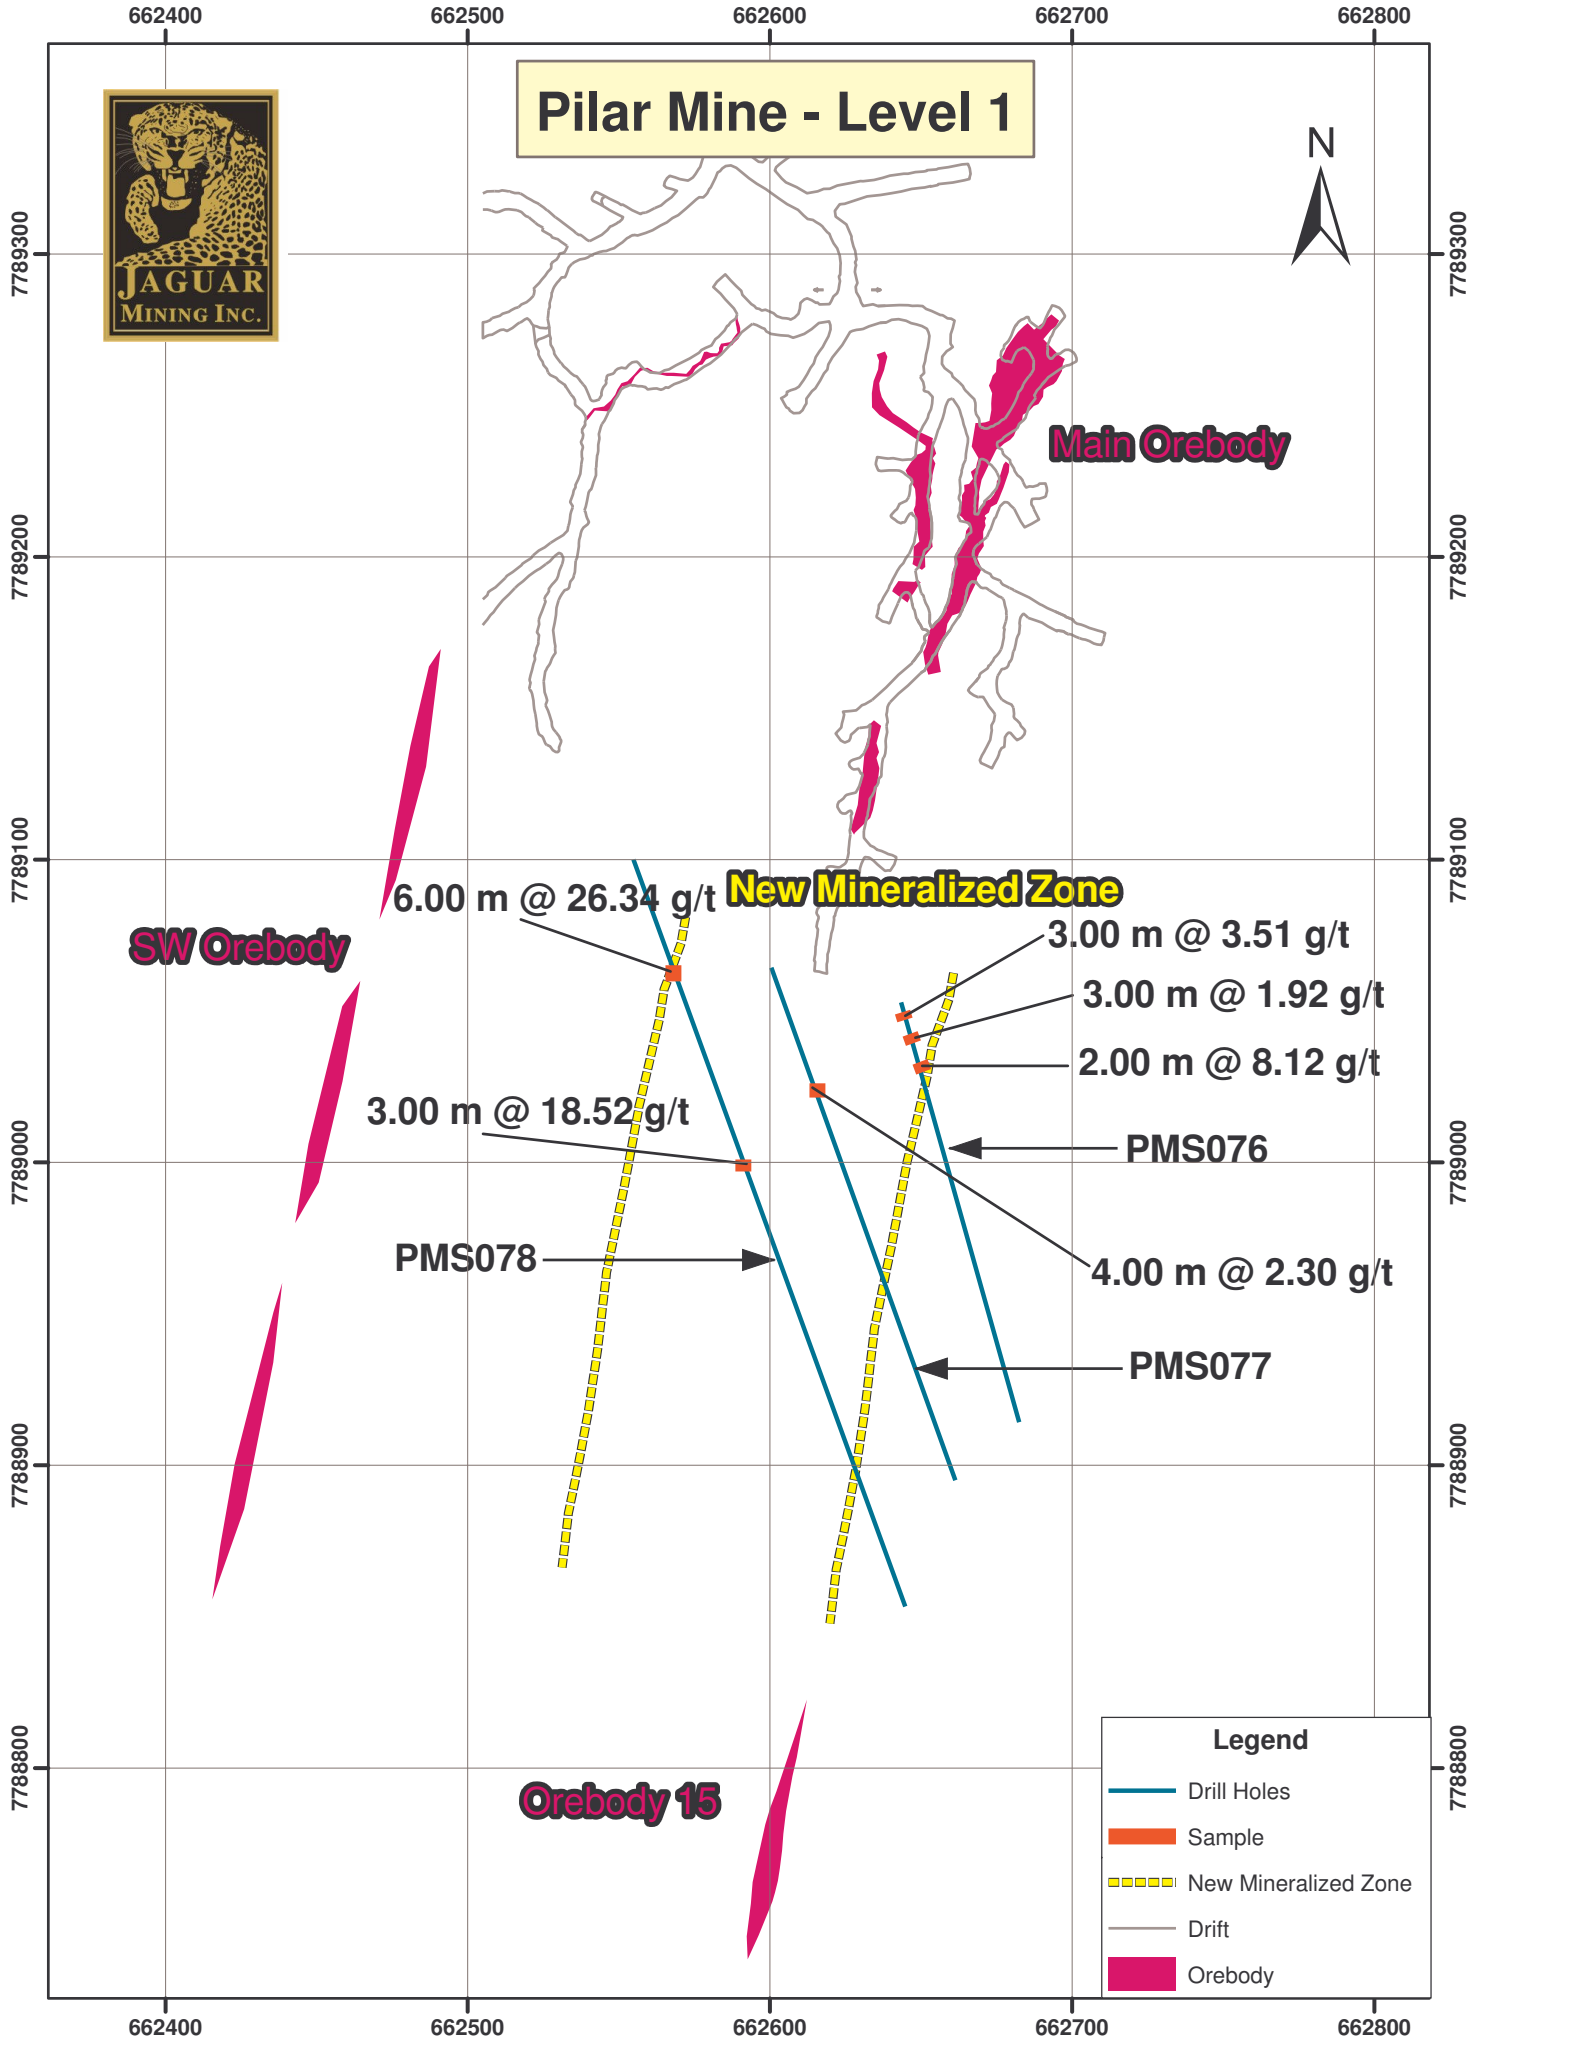 662400 662500 662600 662700 662800
Pilar Mine - Level 1
N
JAGUAR
MINING INC.
7789300 7789300
Main Orebody
7789200 7789200
7789100 7789100
6.00 m @ 26.34 g/t
New Mineralized Zone
SW Orebody
3.00 m @ 3.51 g/t
3.00 m @ 1.92 g/t
2.00 m @ 8.12 g/t
3.00 m @ 18.52 g/t
7789000 7789000
PMS076
PMS078
4.00 m @ 2.30 g/t
PMS077
7788900 7788900
7788800 7788800
Orebody 15
Legend
Drill Holes
Sample
New Mineralized Zone
Drift
Orebody
662400 662500 662600 662700 662800